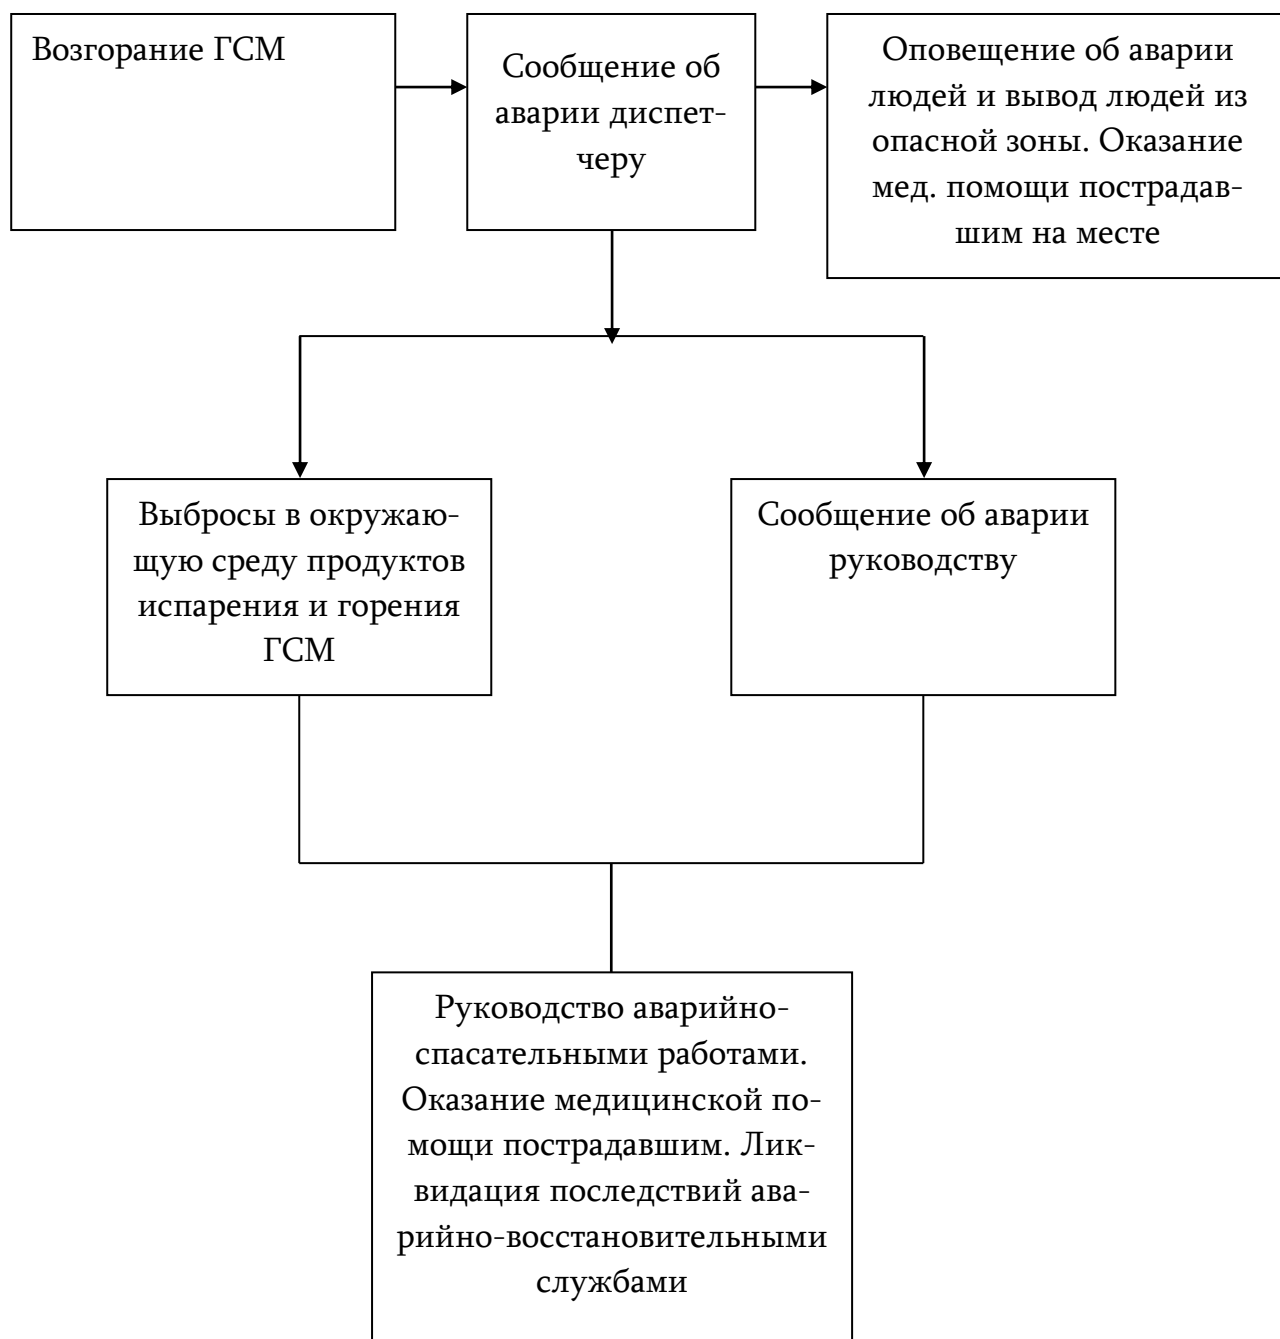 Возгорание ГСМ
Сообщение об
аварии диспет-
черу
Оповещение об аварии
людей и вывод людей из
опасной зоны. Оказание
мед. помощи пострадав-
шим на месте
Выбросы в окружаю-
щую среду продуктов
испарения и горения
ГСМ
Сообщение об аварии
руководству
Руководство аварийно-
спасательными работами.
Оказание медицинской по-
мощи пострадавшим. Лик-
видация последствий ава-
рийно-восстановительными
службами